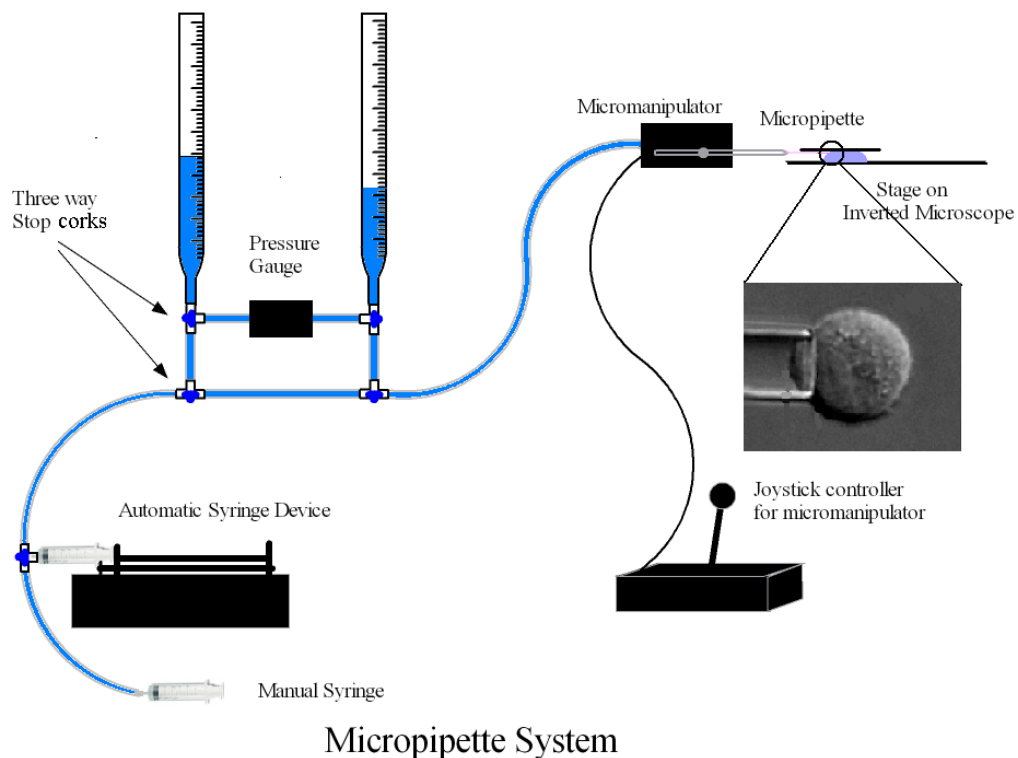 Micromanipulator
Micropipette
Three way
Stop corks
Pressure
Gauge
Stage on
Inverted Microscope
Automatic Syringe Device
Joystick controller
for micromanipulator
Manual Syringe
Micropipette System